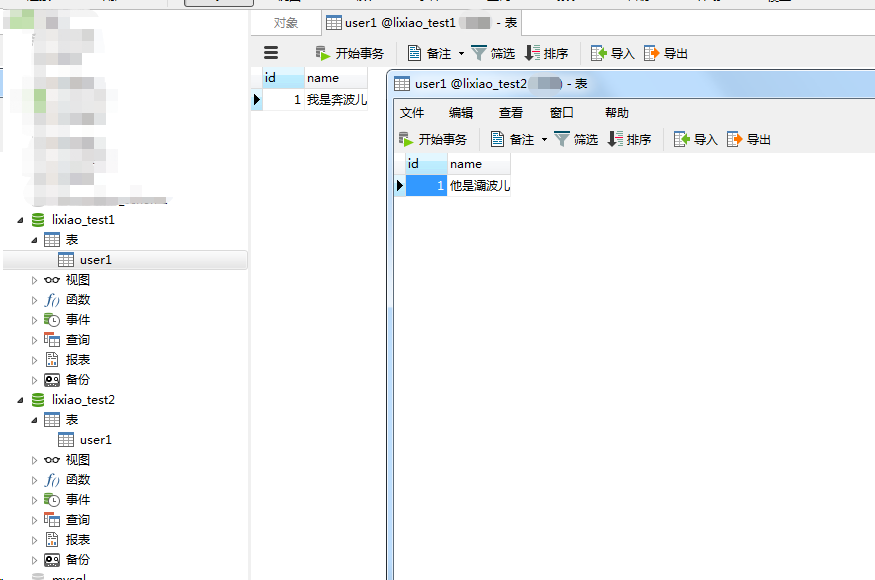 对象
user1 @lixiao_test1
- 表
开始事务
备注
筛选
排序
导入
导出
id
name
1
我是奔波儿
user1 @lixiao_test2
- 表
文件
编辑
查看
窗口
帮助
开始事务
备注
筛选
排序
导入
导出
id
name
1
他是灞波儿
lixiao_test1
表
user1
视图
函数
事件
查询
报表
备份
lixiao_test2
表
user1
视图
函数
事件
查询
报表
备份
mysql